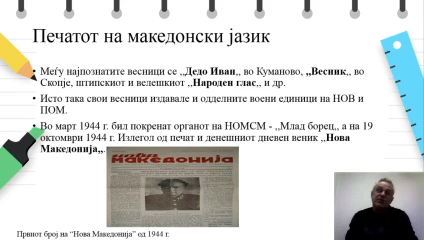 Печатот на македонски јазик
• Меѓу најпознатите весници се ,,Дедо Иван,, во Куманово, ,,Весник,, во
Скопје, штипскиот и велешкиот ,,Народен глас,, и др.
• Исто така свои весници издавале и одделните воени единици на НОВ и
ПОМ.
• Во март 1944 г. бил покренат органот на НОМСМ - ,,Млад борец,, а на 19
октомври 1944 г. Излегол од печат и денешниот дневен веник ,,Нова
Македонија,,.
нова
македонија
Првиот број на “Нова Македонија” од 1944 г.